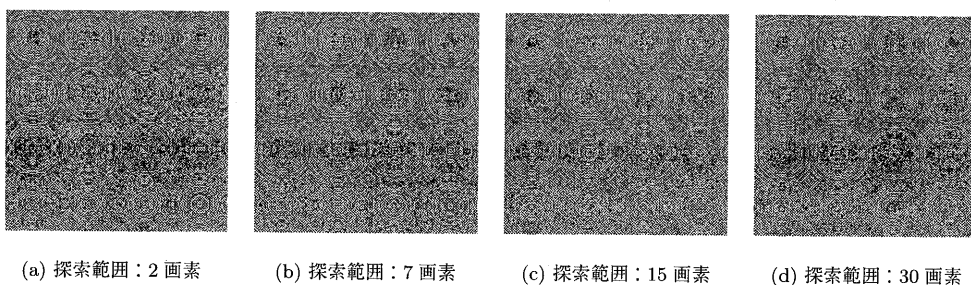 (a) 探索範囲：2 画素
(b) 探索範囲：7 画素
(c) 探索範囲：15 画素
(d) 探索範囲：30 画素